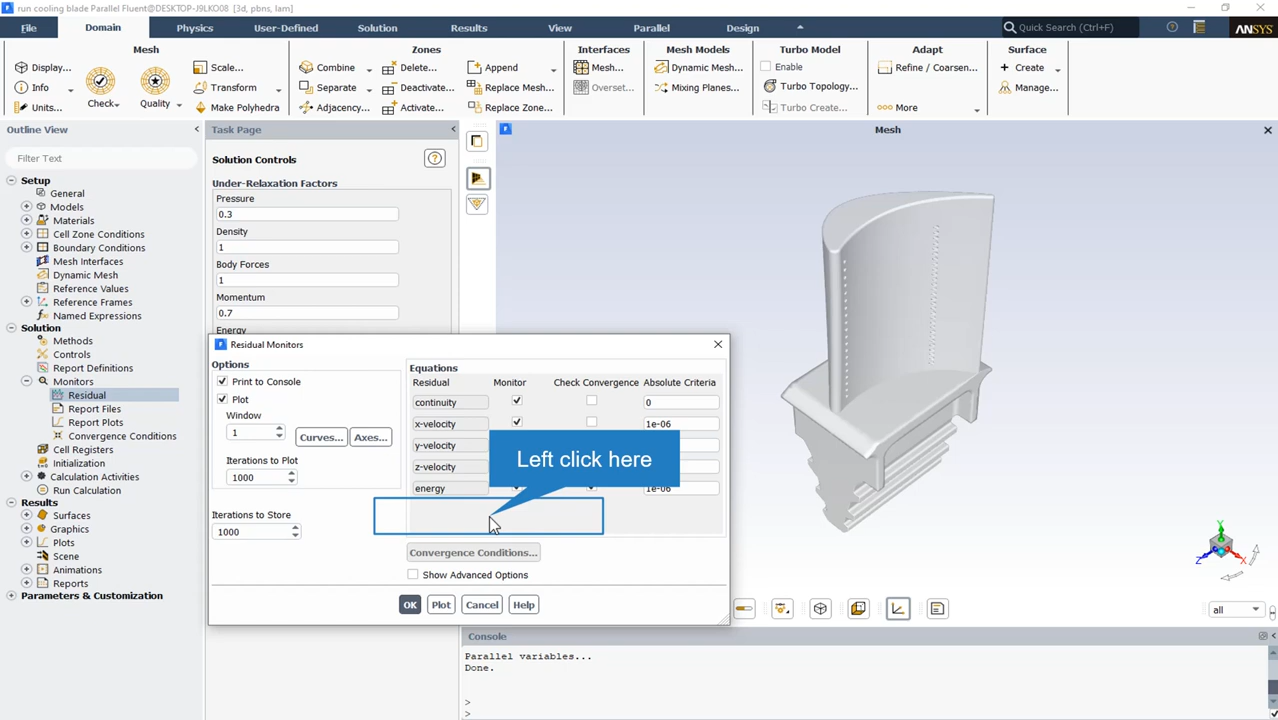 run cooling blade Parallel Fluent@DESKTOP-J9LKO08 [3d, pbns, lam]
File Domain Physics User-Defined Solution Results View Parallel Design Quick Search (Ctrl+F) ANSYS
Mesh Zones Interfaces Mesh Models Turbo Model Adapt Surface
Display... Scale... Combine Delete... Append Mesh... Dynamic Mesh... Enable Refine / Coarsen... Create
Info Check Quality Transform Separate Deactivate... Replace Mesh... Overset... Mixing Planes... Turbo Topology... Manage...
Units... Make Polyhedra Adjacency... Activate... Replace Zone... Turbo Create... More
Outline View
Task Page
Mesh
Filter Text
Solution Controls
Setup
General
Models
Materials
Cell Zone Conditions
Boundary Conditions
Mesh Interfaces
Dynamic Mesh
Reference Values
Reference Frames
Named Expressions
Solution
Methods
Controls
Report Definitions
Monitors
Residual
Report Files
Report Plots
Convergence Conditions
Cell Registers
Initialization
Calculation Activities
Run Calculation
Results
Surfaces
Graphics
Plots
Scene
Animations
Reports
Parameters & Customization
Under-Relaxation Factors
Pressure
0.3
Density
1
Body Forces
1
Momentum
0.7
Energy
Residual Monitors
Options
Print to Console
Plot
Window
1
Curves... Axes...
Iterations to Plot
1000
Iterations to Store
1000
Equations
Residual Monitor Check Convergence Absolute Criteria
continuity 0
x-velocity 1e-06
y-velocity
z-velocity
energy 1e-06
Left click here
Convergence Conditions...
Show Advanced Options
OK Plot Cancel Help
all
Console
Parallel variables...
Done.
>
>
Y
Z
X